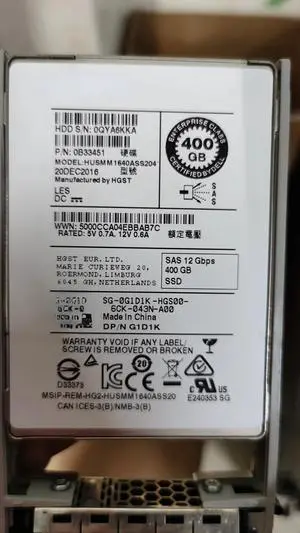 HDD S/N: 0QYA6KKA
P/N: 0B33451 硬碟
MODEL: HUSMM1640ASS204
20DEC2016 型號
Manufactured by HGST
LES
DC
ENTERPRISE CLASS
400
GB
CERTIFIED BY DELL
S
A
S
WWN: 5000CCA04EBBAB7C
RATED: 5V 0.7A, 12V 0.6A 額定電壓
HGST EUR. LTD.
MARIE CURIEWEG 20,
ROERMOND, LIMBURG
6045 GH, NETHERLANDS
SAS 12 Gbps
400 GB
SSD
SG-0G1D1K-HGS00-
6CK-043N-A00
Made in China
DP/N G1D1K
WARRANTY VOID IF ANY LABEL/
SCREW IS REMOVED OR BROKEN
D33373
20
E240353 SG
MSIP-REM-HG2-HUSMM1640ASS20
CAN ICES-3(B)/NMB-3(B)